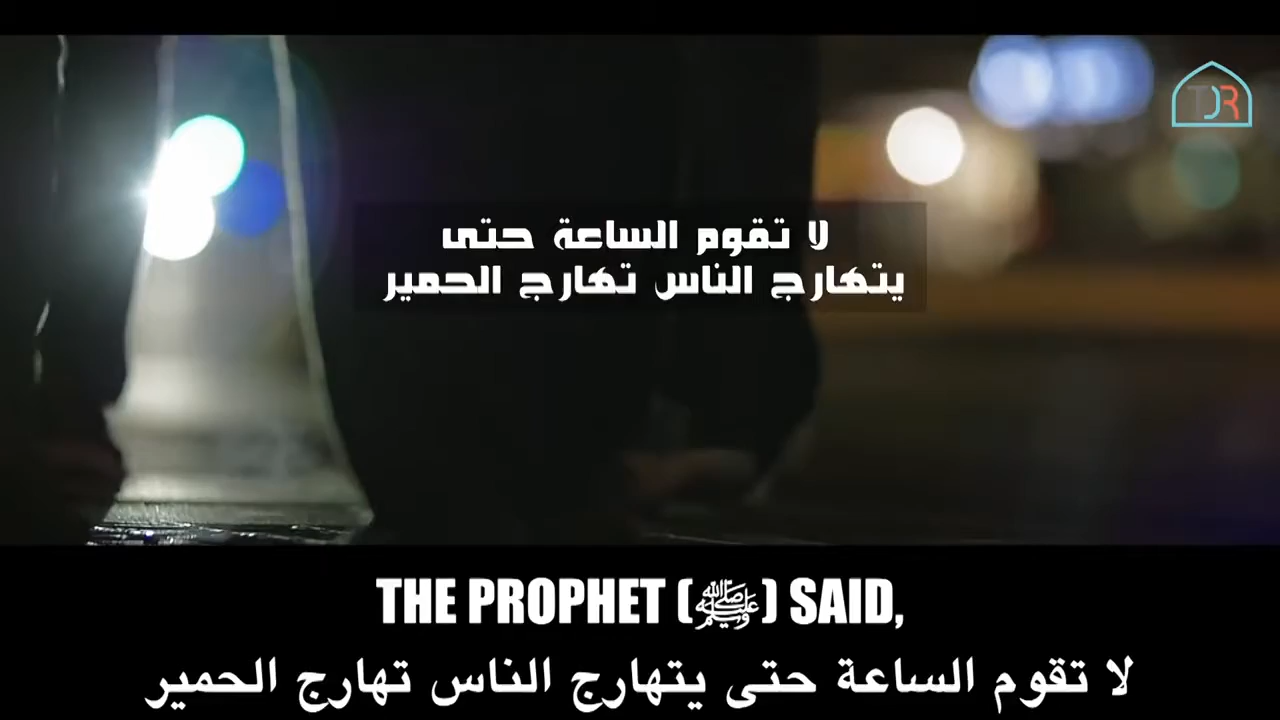 TDR
لا تقوم الساعة حتى
يتهارج الناس تهارج الحمير
THE PROPHET (ﷺ) SAID,
لا تقوم الساعة حتى يتهارج الناس تهارج الحمير